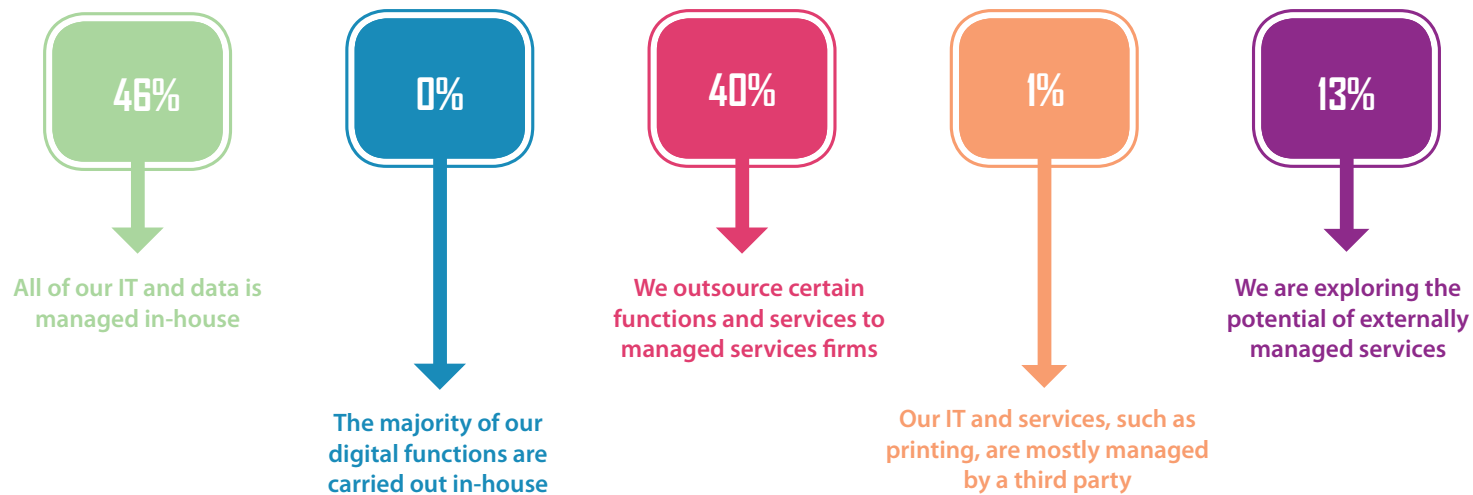 46%
0%
40%
1%
13%
All of our IT and data is
managed in-house
The majority of our
digital functions are
carried out in-house
We outsource certain
functions and services to
managed services firms
Our IT and services, such as
printing, are mostly managed
by a third party
We are exploring the
potential of externally
managed services